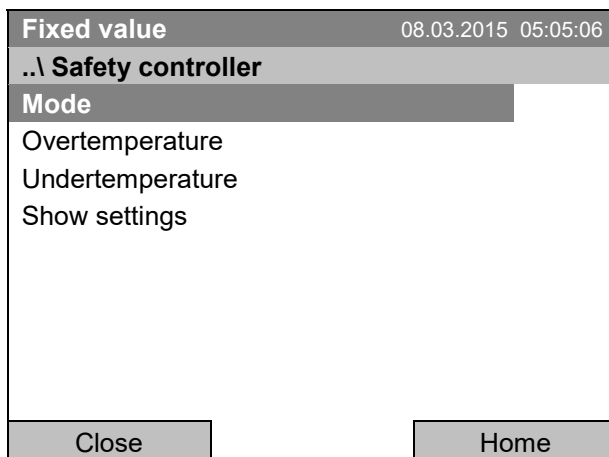 Fixed value 08.03.2015 05:05:06
..\ Safety controller
Mode
Overtemperature
Undertemperature
Show settings
Close Home